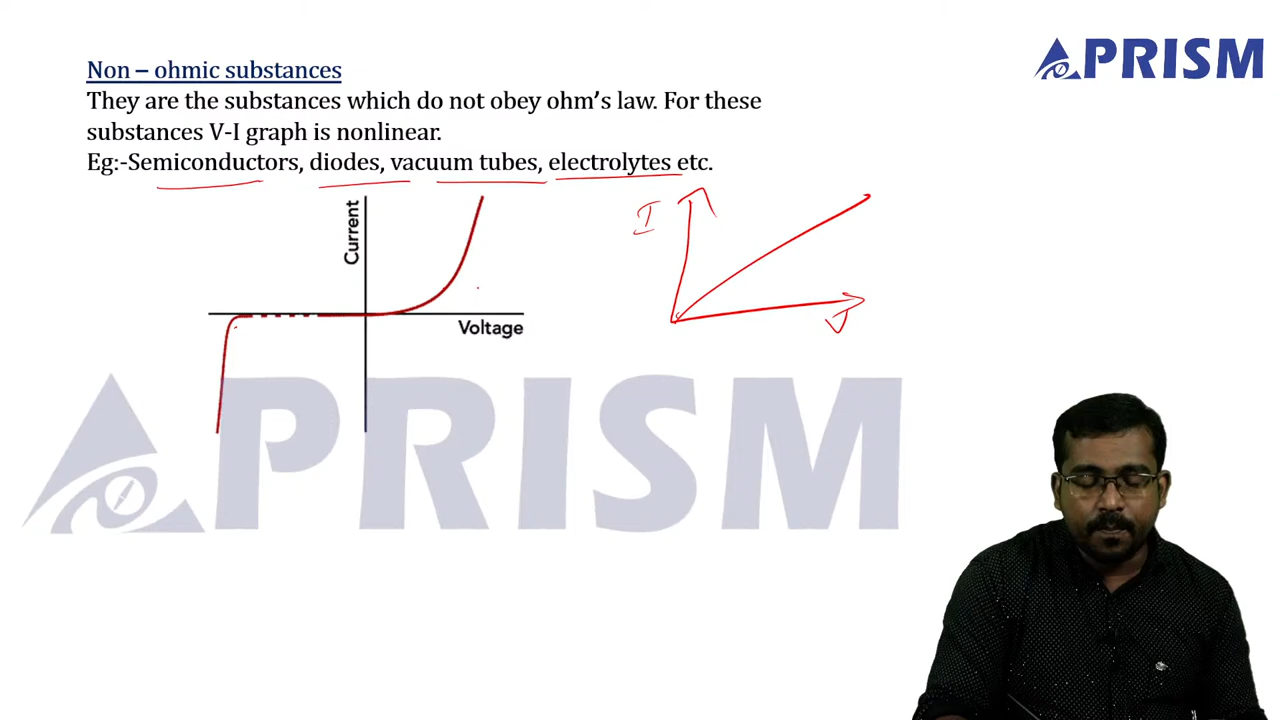 PRISM
Non – ohmic substances
They are the substances which do not obey ohm's law. For these
substances V-I graph is nonlinear.
Eg:-Semiconductors, diodes, vacuum tubes, electrolytes etc.
Current
Voltage
I
V
PRISM